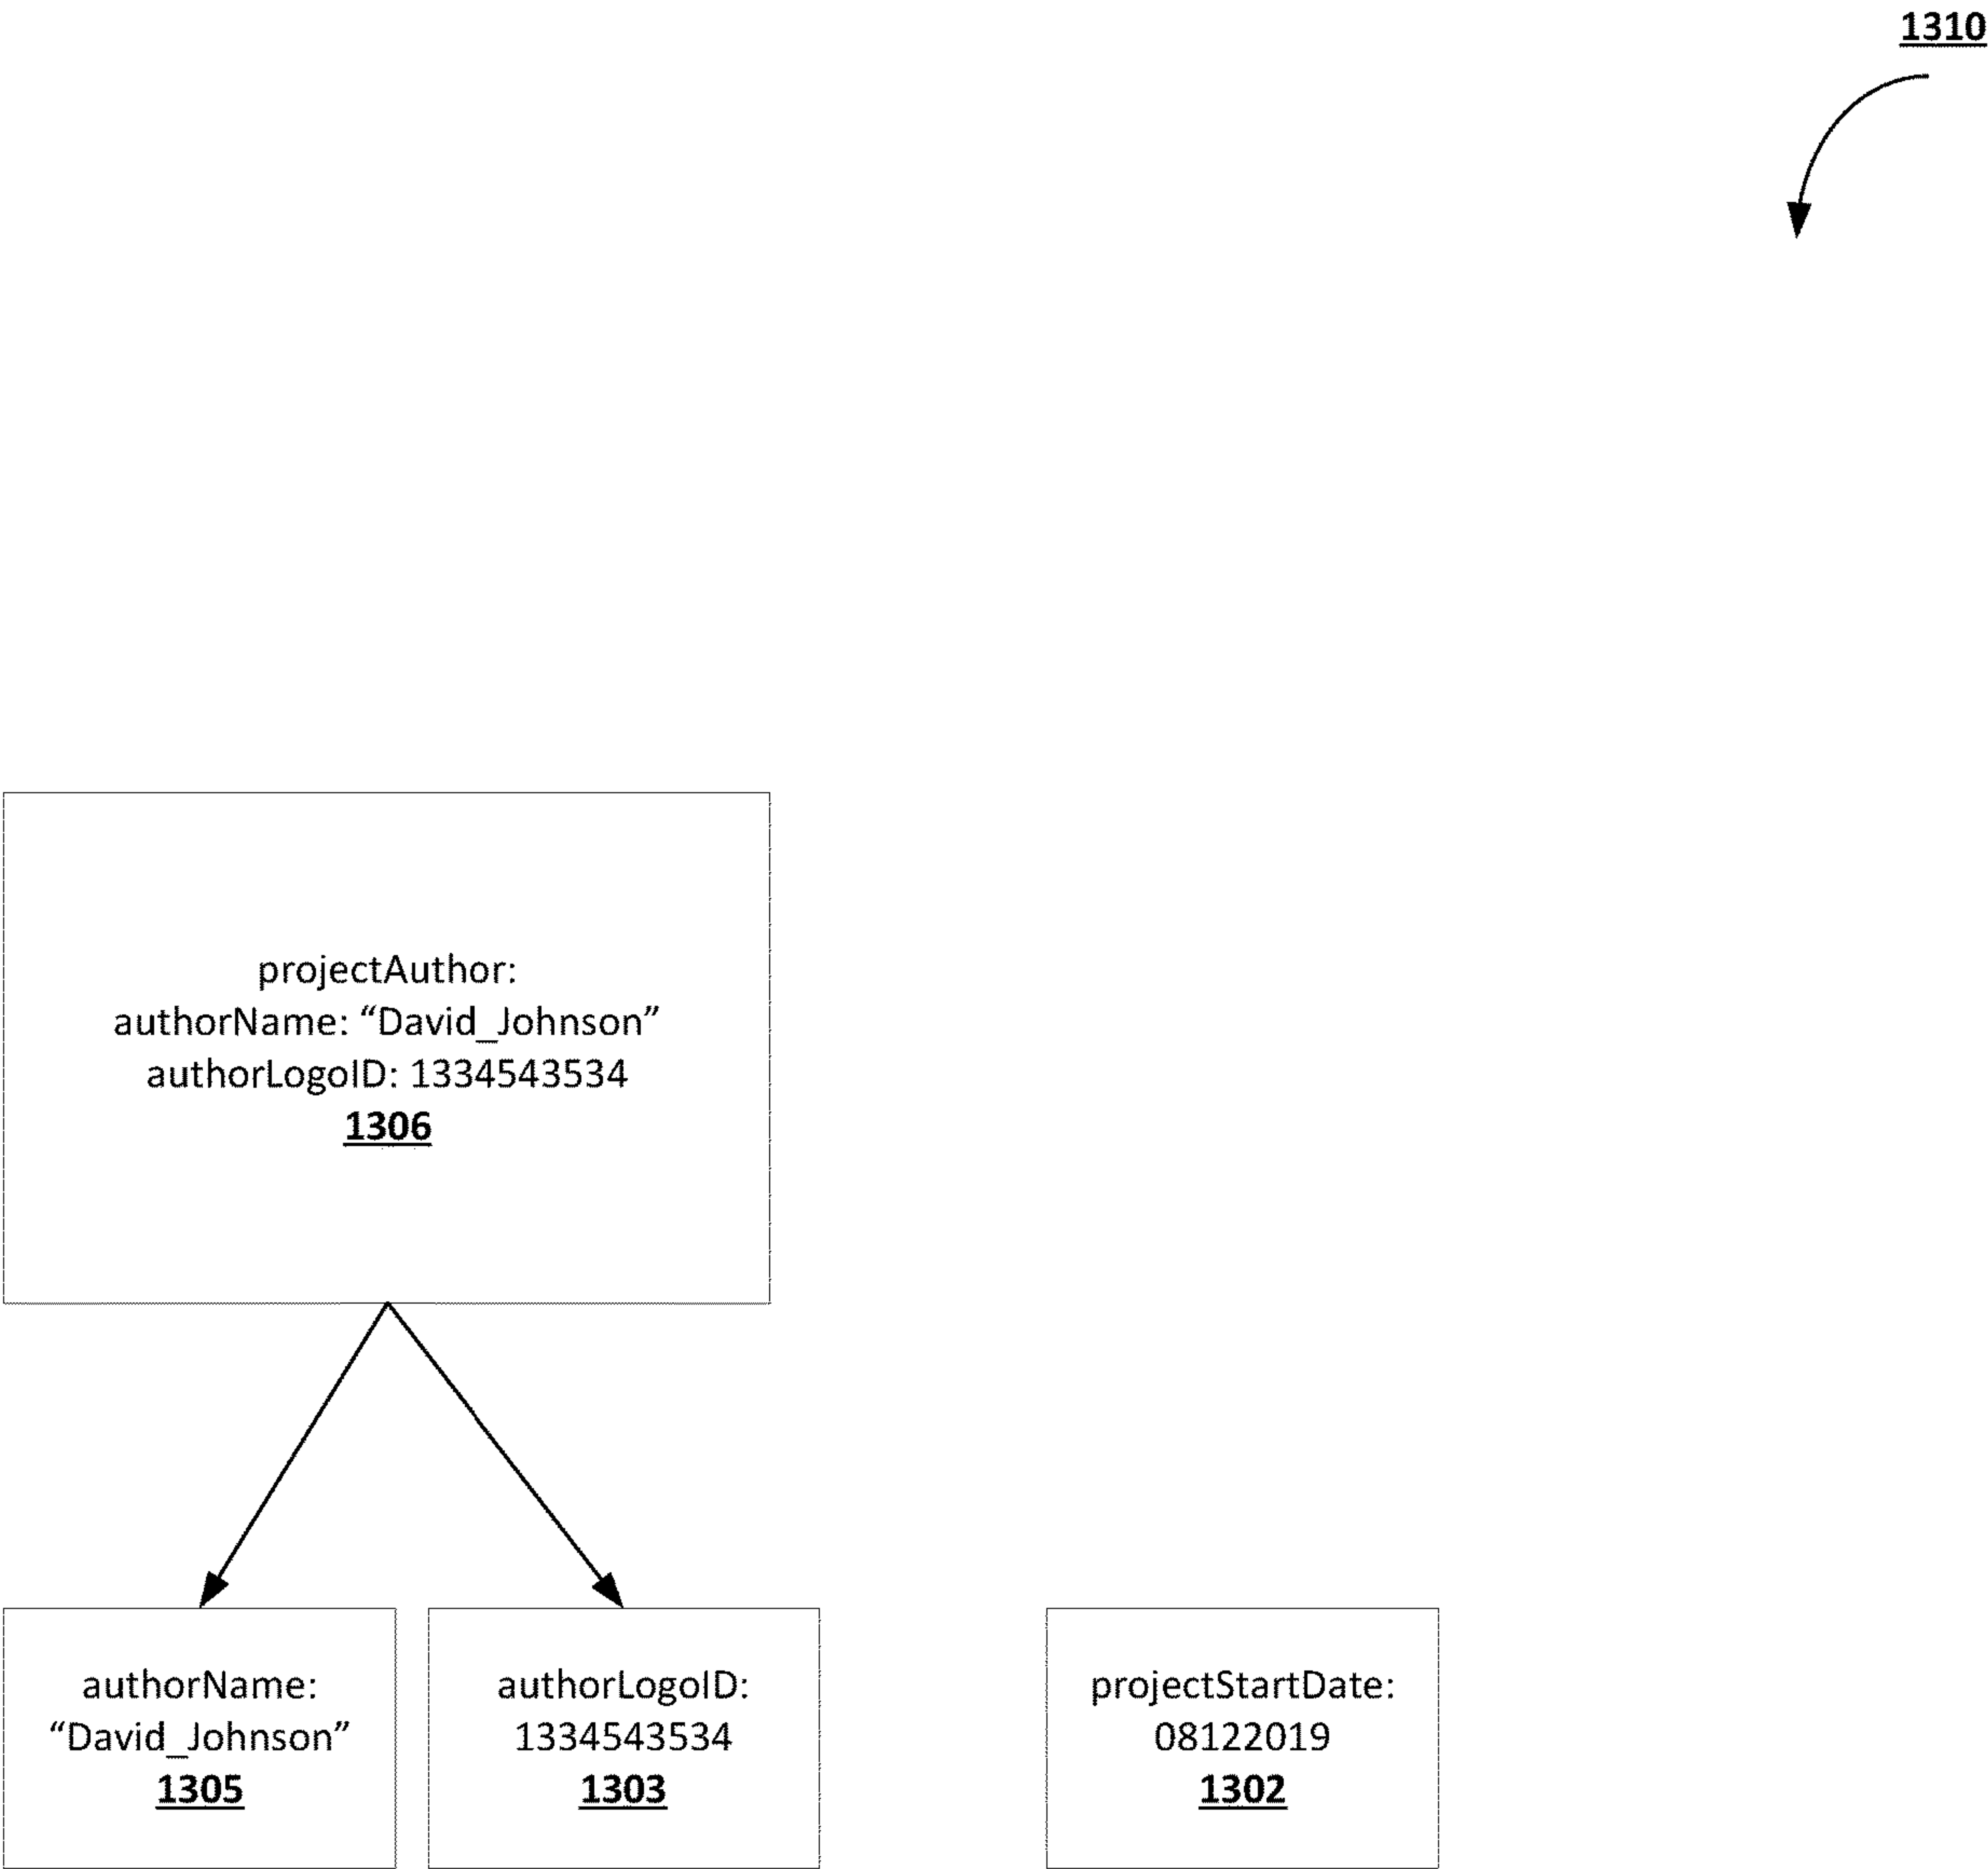 1310
projectAuthor:
authorName: “David_Johnson”
authorLogoID: 1334543534
1306
authorName:
“David_Johnson”
1305
authorLogoID:
1334543534
1303
projectStartDate:
08122019
1302